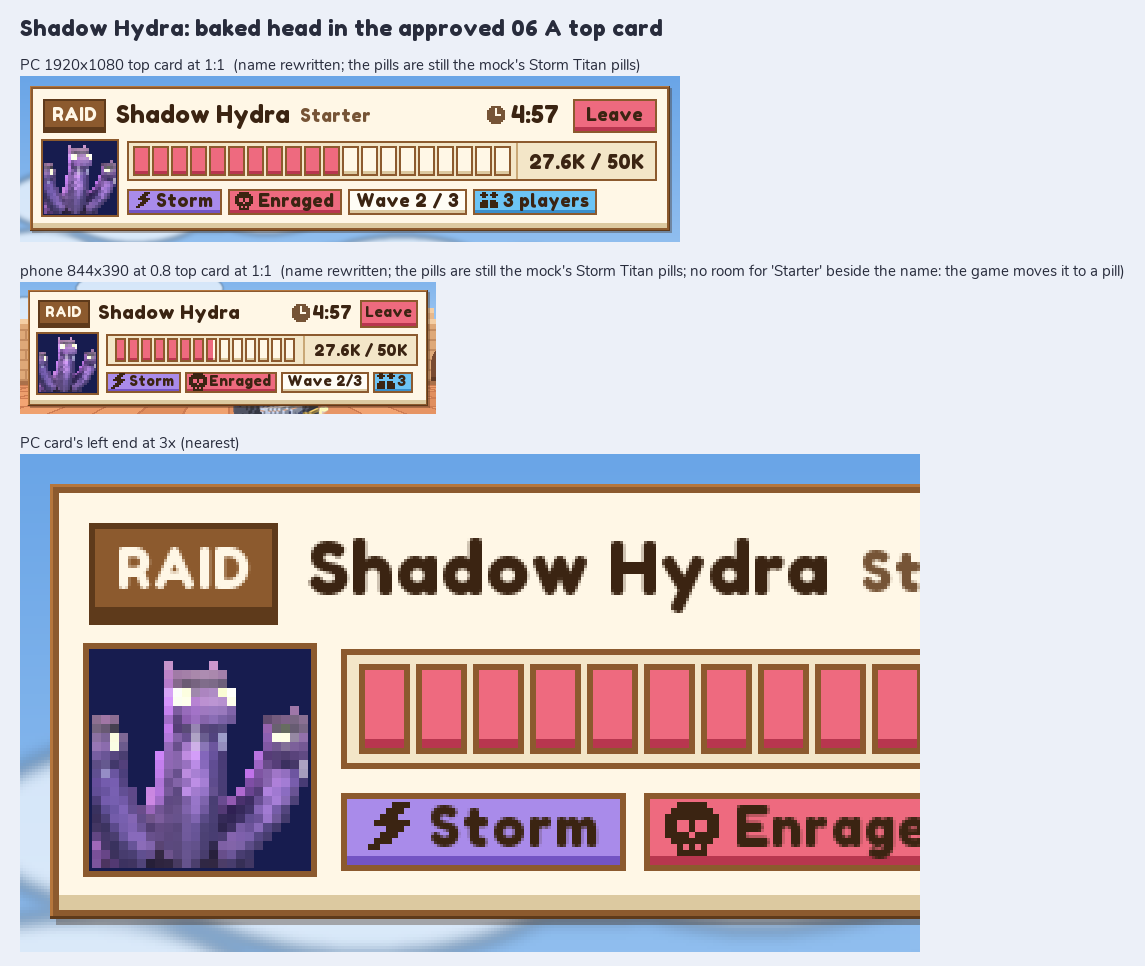 Shadow Hydra: baked head in the approved 06 A top card
PC 1920x1080 top card at 1:1 (name rewritten; the pills are still the mock's Storm Titan pills)
RAID Shadow Hydra Starter 4:57 Leave
27.6K / 50K
Storm Enraged Wave 2 / 3 3 players
phone 844x390 at 0.8 top card at 1:1 (name rewritten; the pills are still the mock's Storm Titan pills; no room for 'Starter' beside the name: the game moves it to a pill)
RAID Shadow Hydra 4:57 Leave
27.6K / 50K
Storm Enraged Wave 2/3 3
PC card's left end at 3x (nearest)
RAID Shadow Hydra St
Storm Enrage